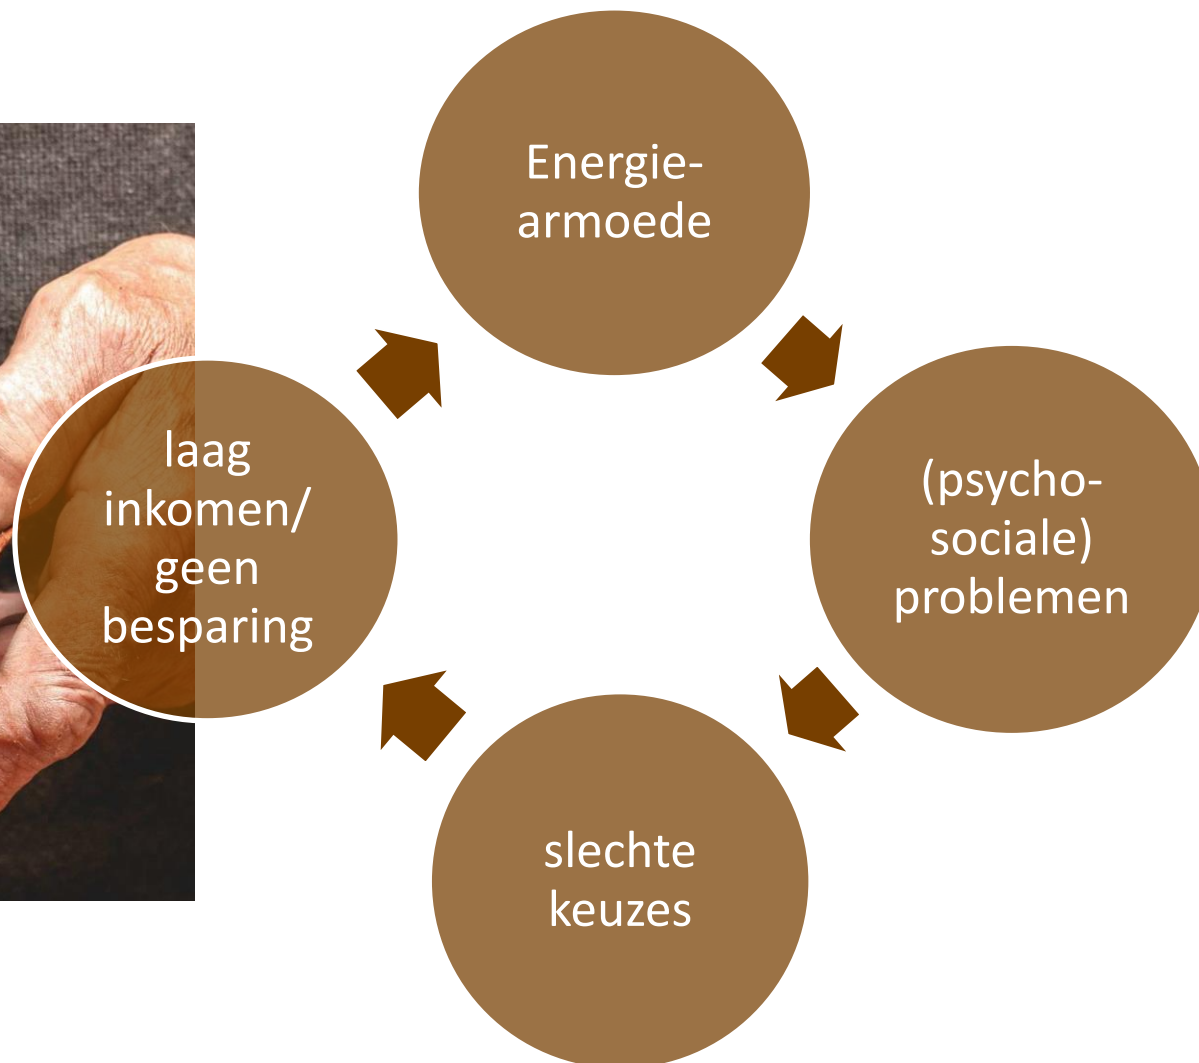 Energie-
armoede
(psycho-
sociale)
problemen
slechte
keuzes
laag
inkomen/
geen
besparing